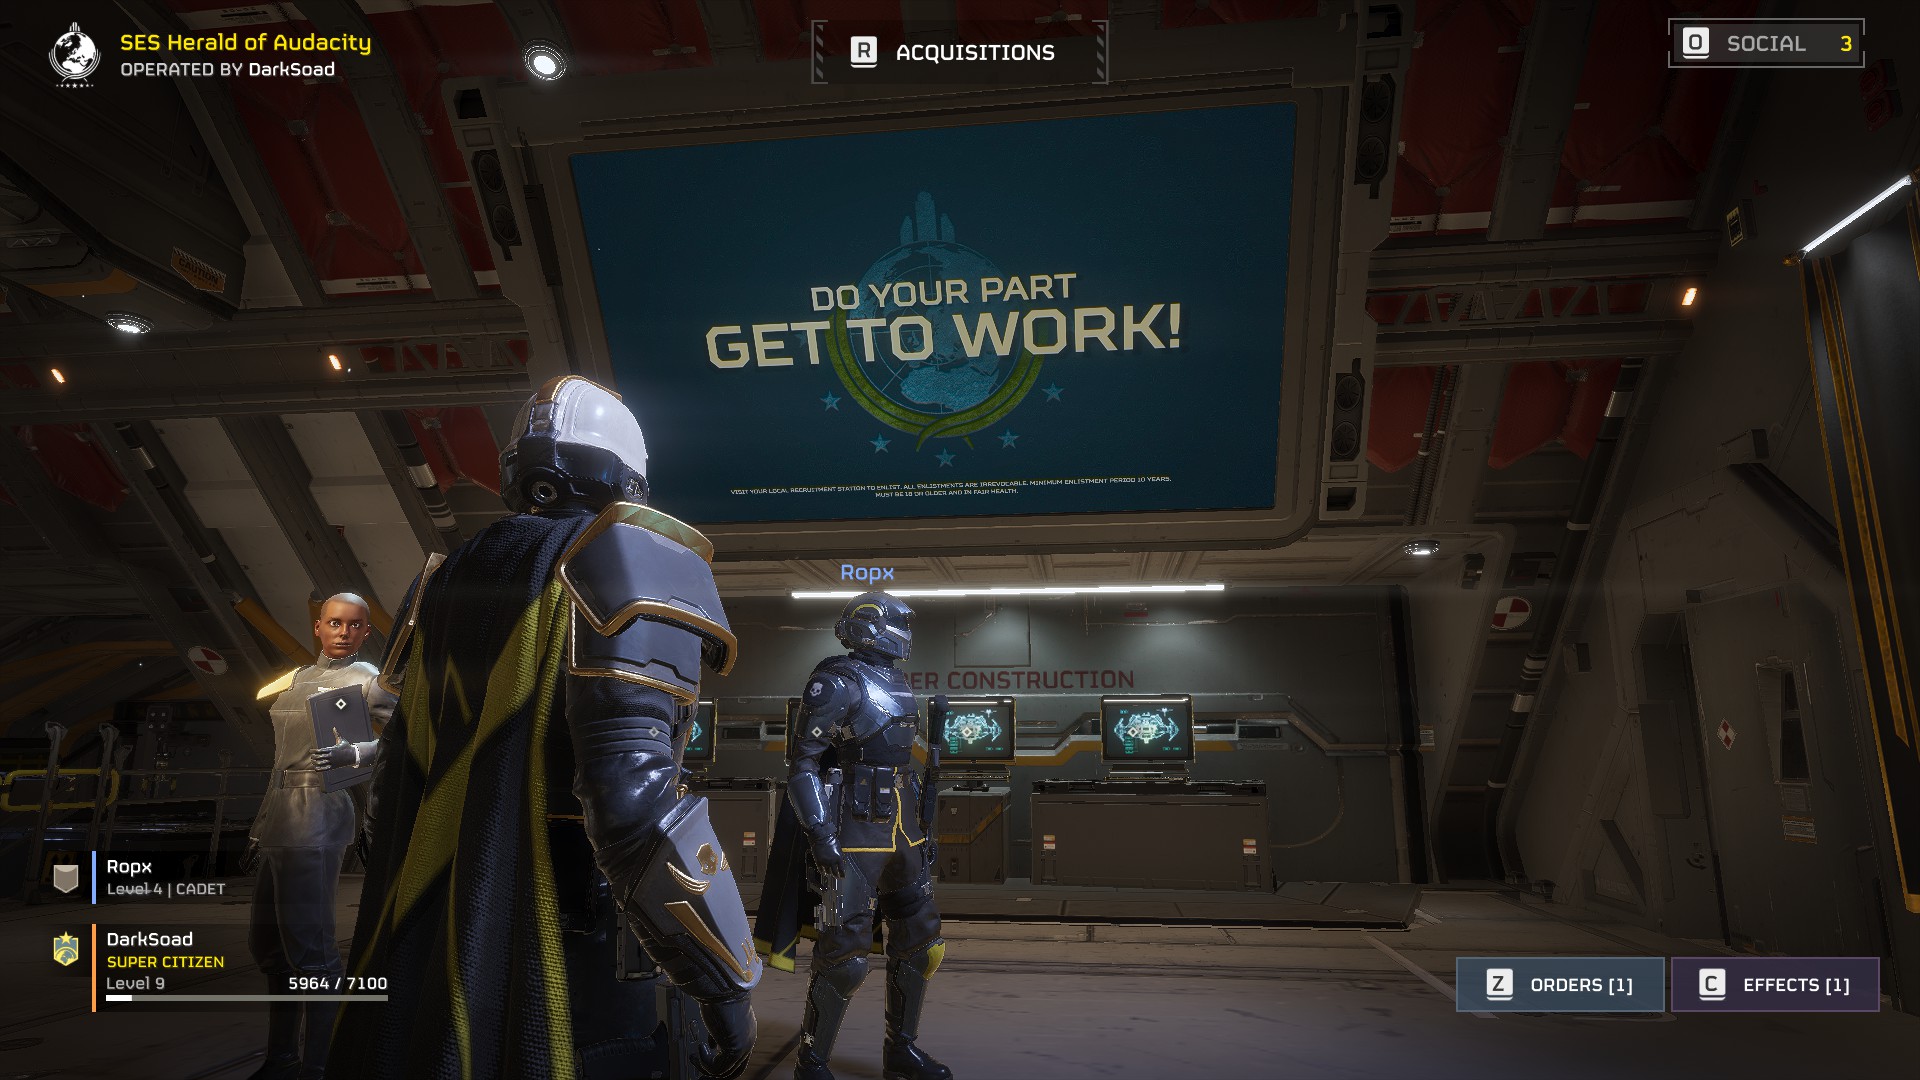 SES Herald of Audacity
OPERATED BY DarkSoad
R ACQUISITIONS
O SOCIAL 3
CAUTION
DO YOUR PART
GET TO WORK!
VISIT YOUR LOCAL RECRUITMENT STATION TO ENLIST. ALL ENLISTMENTS ARE IRREVOCABLE. MINIMUM ENLISTMENT PERIOD 10 YEARS.
MUST BE 18 OR OLDER AND IN FAIR HEALTH.
Ropx
CONSTRUCTION
Ropx
Level 4 | CADET
DarkSoad
SUPER CITIZEN
Level 9 5964 / 7100
Z ORDERS [1]
C EFFECTS [1]